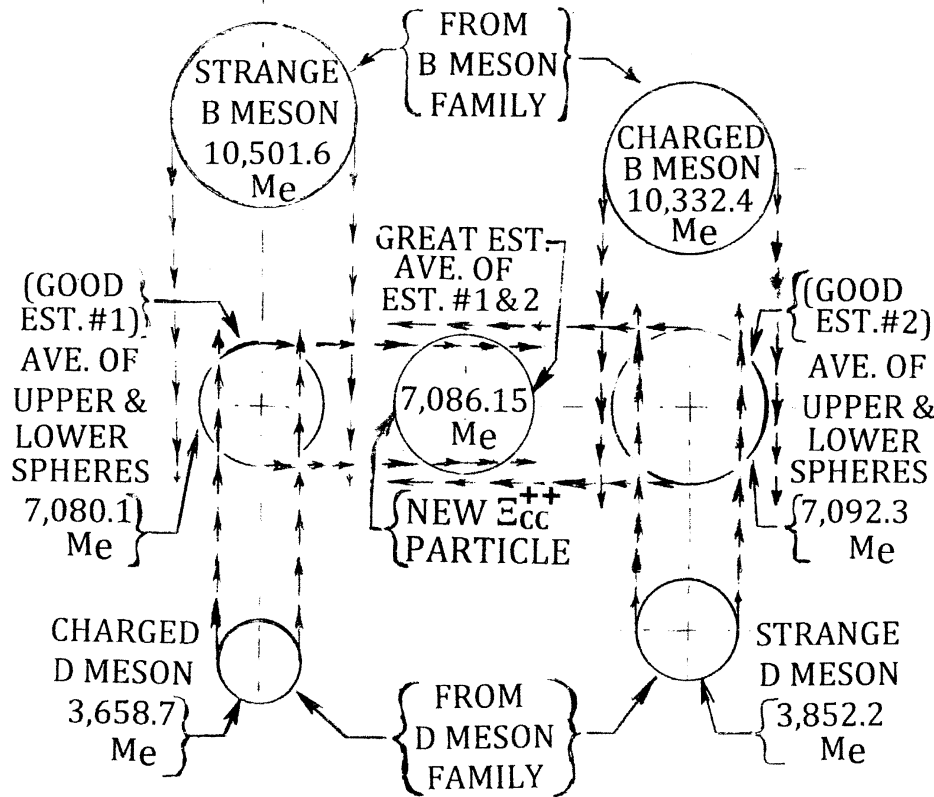 FROM
B MESON
FAMILY
STRANGE
B MESON
10,501.6
Me
CHARGED
B MESON
10,332.4
Me
GREAT EST.
AVE. OF
EST. #1 & 2
(GOOD
EST. #1)
AVE. OF
UPPER &
LOWER
SPHERES
7,080.1
Me
7,086.15
Me
(GOOD
EST.#2)
AVE. OF
UPPER &
LOWER
SPHERES
7,092.3
Me
NEW Ξcc++
PARTICLE
CHARGED
D MESON
3,658.7
Me
FROM
D MESON
FAMILY
STRANGE
D MESON
3,852.2
Me